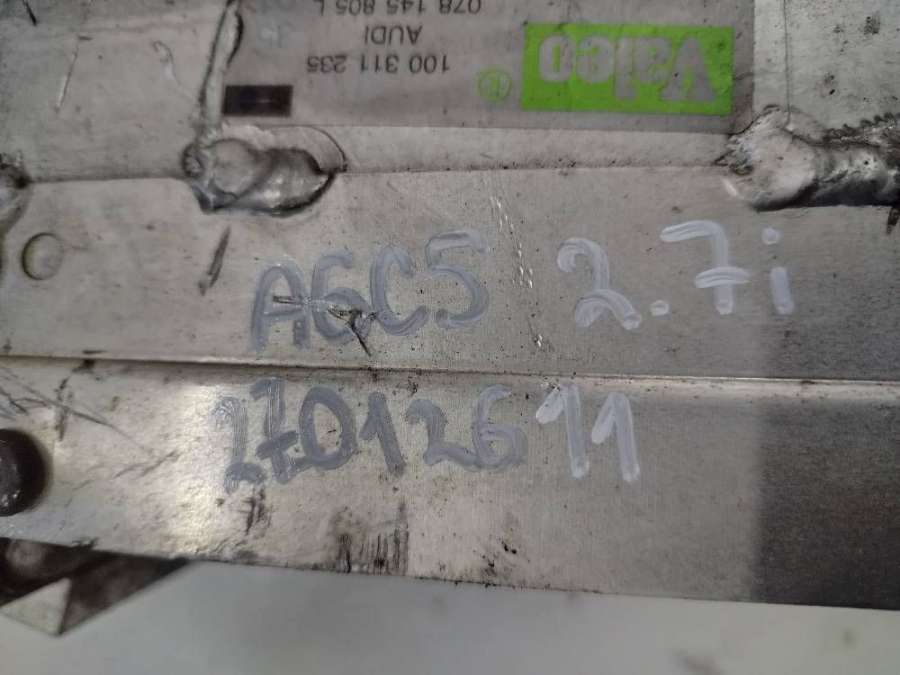 078 145 805 L
AUDI
100 311 235
Valeo
A6C5 2.7i
27012611